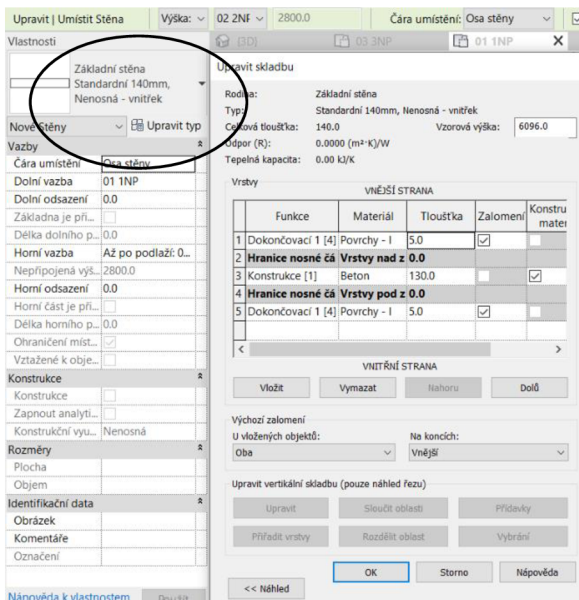 Upravit | Umístit Stěna Výška: 02 2NF 2800.0 Čára umístění: Osa stěny
Vlastnosti
{3D} 03 3NP 01 1NP X
Základní stěna
Standardní 140mm,
Nenosná - vnitřek
Nové Stěny Upravit typ
Vazby
Čára umístění Osa stěny
Dolní vazba 01 1NP
Dolní odsazení 0.0
Základna je při...
Délka dolního p... 0.0
Horní vazba Až po podlaží: 0...
Nepřipojená výš... 2800.0
Horní odsazení 0.0
Horní část je při...
Délka horního p... 0.0
Ohraničení míst...
Vztažené k obje...
Konstrukce
Konstrukce
Zapnout analyti...
Konstrukční vyu... Nenosná
Rozměry
Plocha
Objem
Identifikační data
Obrázek
Komentáře
Označení
Nápověda k vlastnostem Použít
Upravit skladbu
Rodina: Základní stěna
Typ: Standardní 140mm, Nenosná - vnitřek
Celková tloušťka: 140.0 Vzorová výška: 6096.0
Odpor (R): 0.0000 (m²·K)/W
Tepelná kapacita: 0.00 kJ/K
Vrstvy
VNĚJŠÍ STRANA
Funkce Materiál Tloušťka Zalomení Konstru
mater
1 Dokončovací 1 [4] Povrchy - I 5.0
2 Hranice nosné čá Vrstvy nad z 0.0
3 Konstrukce [1] Beton 130.0
4 Hranice nosné čá Vrstvy pod z 0.0
5 Dokončovací 1 [4] Povrchy - I 5.0
VNITŘNÍ STRANA
Vložit Vymazat Nahoru Dolů
Výchozí zalomení
U vložených objektů: Na koncích:
Oba Vnější
Upravit vertikální skladbu (pouze náhled řezu)
Upravit Sloučit oblasti Přídavky
Přiřadit vrstvy Rozdělit oblast Vybrání
OK Storno Nápověda
<< Náhled